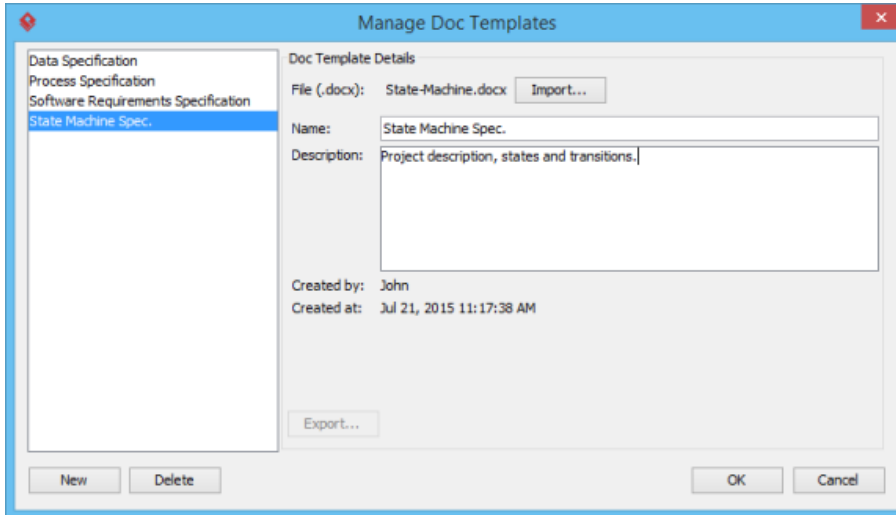 Manage Doc Templates
Data Specification
Process Specification
Software Requirements Specification
State Machine Spec.
Doc Template Details
File (.docx): State-Machine.docx Import...
Name: State Machine Spec.
Description: Project description, states and transitions.
Created by: John
Created at: Jul 21, 2015 11:17:38 AM
Export...
New Delete OK Cancel